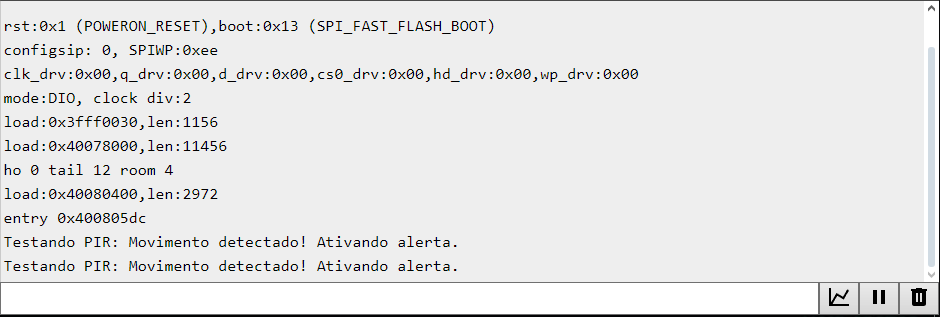 rst:0x1 (POWERON_RESET),boot:0x13 (SPI_FAST_FLASH_BOOT)
configsip: 0, SPIWP:0xee
clk_drv:0x00,q_drv:0x00,d_drv:0x00,cs0_drv:0x00,hd_drv:0x00,wp_drv:0x00
mode:DIO, clock div:2
load:0x3fff0030,len:1156
load:0x40078000,len:11456
ho 0 tail 12 room 4
load:0x40080400,len:2972
entry 0x400805dc
Testando PIR: Movimento detectado! Ativando alerta.
Testando PIR: Movimento detectado! Ativando alerta.